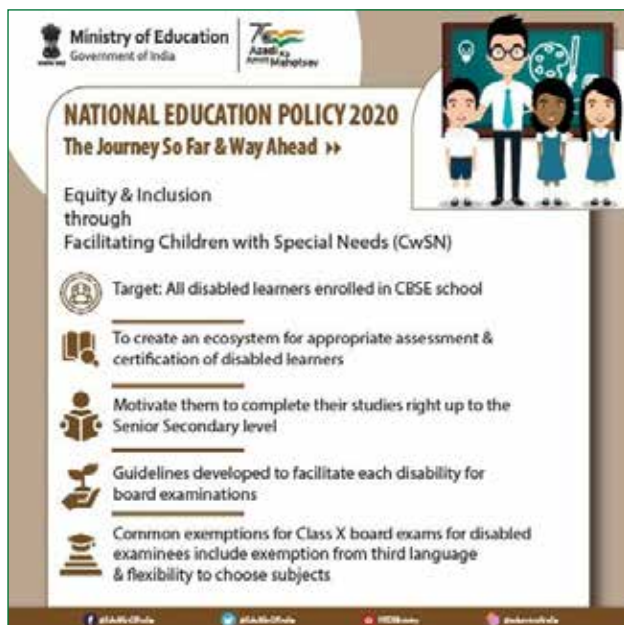 Ministry of Education
Government of India
Azadi Ka
Amrit Mahotsav
NATIONAL EDUCATION POLICY 2020
The Journey So Far & Way Ahead
Equity & Inclusion
through
Facilitating Children with Special Needs (CwSN)
Target: All disabled learners enrolled in CBSE school
To create an ecosystem for appropriate assessment &
certification of disabled learners
Motivate them to complete their studies right up to the
Senior Secondary level
Guidelines developed to facilitate each disability for
board examinations
Common exemptions for Class X board exams for disabled
examinees include exemption from third language
& flexibility to choose subjects